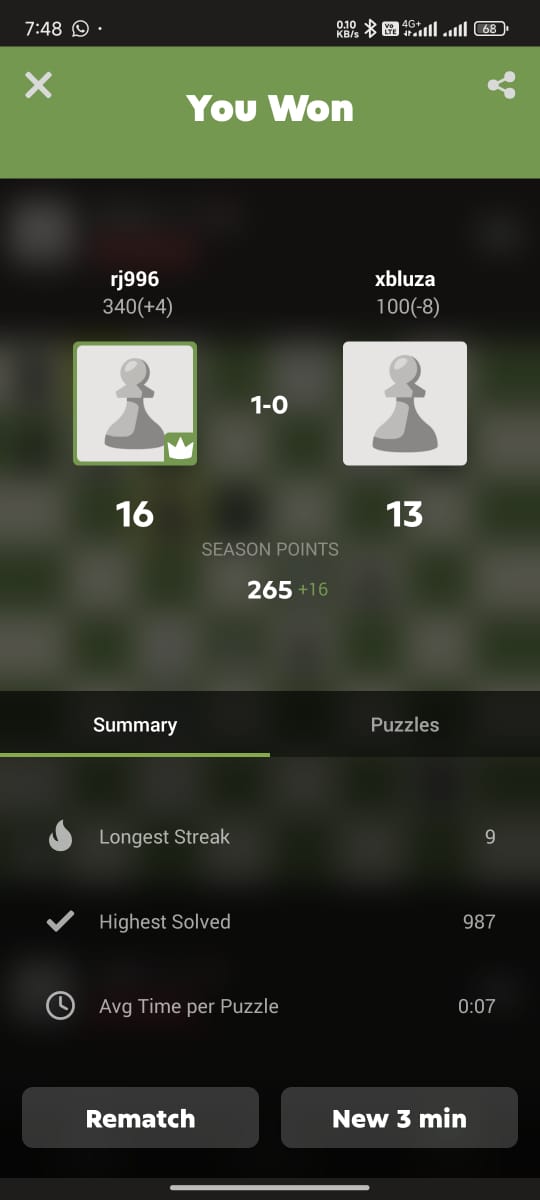 7:48
0.10 KB/s
Vo LTE
4G+
68
You Won
rj996
xbluza
340(+4)
100(-8)
1-0
16
13
SEASON POINTS
265 +16
Summary
Puzzles
Longest Streak 9
Highest Solved 987
Avg Time per Puzzle 0:07
Rematch
New 3 min